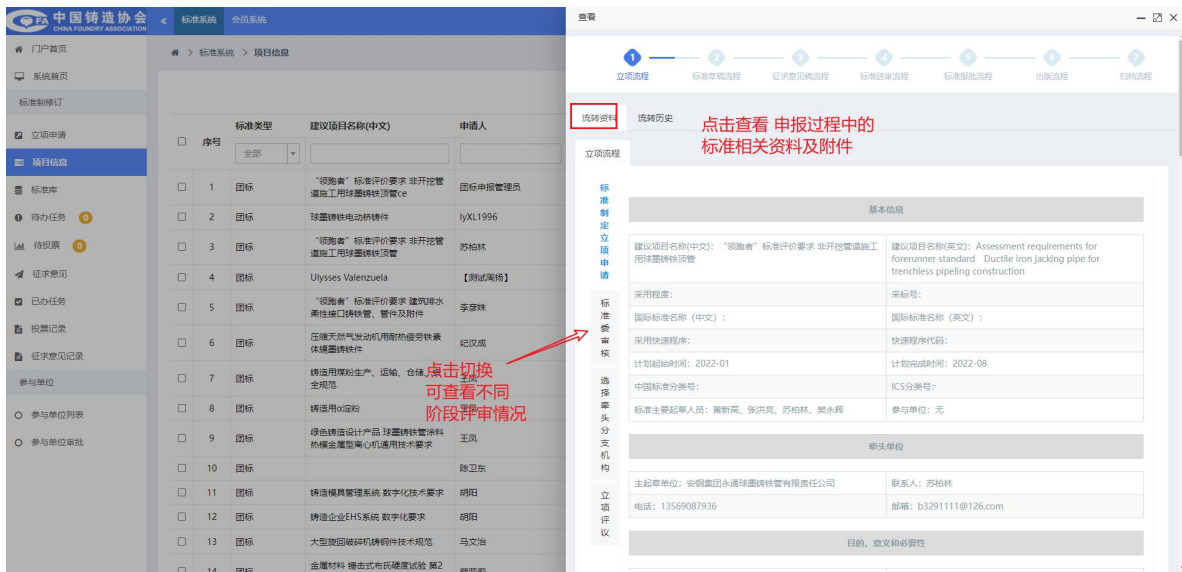 中国铸造协会
CHINA FOUNDRY ASSOCIATION
« 标准系统 会员系统
门户首页
系统首页
标准制修订
立项申请
项目信息
标准库
待办任务 0
待投票 0
征求意见
已办任务
投票记录
征求意见记录
参与单位
参与单位列表
参与单位审批
> 标准系统 > 项目信息
序号 标准类型 建议项目名称(中文) 申请人
全部
1 团标 “领跑者”标准评价要求 非开挖管
道施工用球墨铸铁顶管ce 团标申报管理员
2 团标 球墨铸铁电动桥铸件 lyXL1996
3 团标 “领跑者”标准评价要求 非开挖管
道施工用球墨铸铁顶管 苏柏林
4 团标 Ulysses Valenzuela 【测试周扬】
5 团标 “领跑者”标准评价要求 建筑排水
柔性接口铸铁管、管件及附件 李彦姝
6 团标 压缩天然气发动机用耐热疲劳铁素
体蠕墨铸铁件 纪汉成
7 团标 铸造用煤粉生产、运输、仓储
全规范 王凤
8 团标 铸造用α淀粉
9 团标 绿色铸造设计产品 球墨铸铁管涂料
热模金属型离心机通用技术要求 王凤
10 团标 陈卫东
11 团标 铸造模具管理系统 数字化技术要求 胡阳
12 团标 铸造企业EHS系统 数字化要求 胡阳
13 团标 大型旋回破碎机铸钢件技术规范 马文治
14 团标 金属材料 锤击式布氏硬度试验 第2
点击切换
可查看不同
阶段评审情况
查看
1 2 3 4 5 6 7
立项流程 标准草稿流程 征求意见稿流程 标准送审流程 标准报批流程 出版流程 归档流程
流转资料 流转历史
点击查看 申报过程中的
标准相关资料及附件
立项流程
标准制定立项申请
标准委审核
选择牵头分支机构
立项评议
基本信息
建议项目名称(中文)： “领跑者”标准评价要求 非开挖管道施工
用球墨铸铁顶管
建议项目名称(英文)： Assessment requirements for
forerunner standard Ductile iron jacking pipe for
trenchless pipeling construction
采用程度： 采标号：
国际标准名称（中文）： 国际标准名称（英文）：
采用快速程序： 快速程序代码：
计划起始时间：2022-01 计划完成时间：2022-08
中国标准分类号： ICS分类号：
标准主要起草人员：黄新高、张洪亮、苏柏林、樊永辉 参与单位：无
牵头单位
主起草单位：安钢集团永通球墨铸铁管有限责任公司 联系人：苏柏林
电话：13569087936 邮箱：b3291111@126.com
目的、意义和必要性